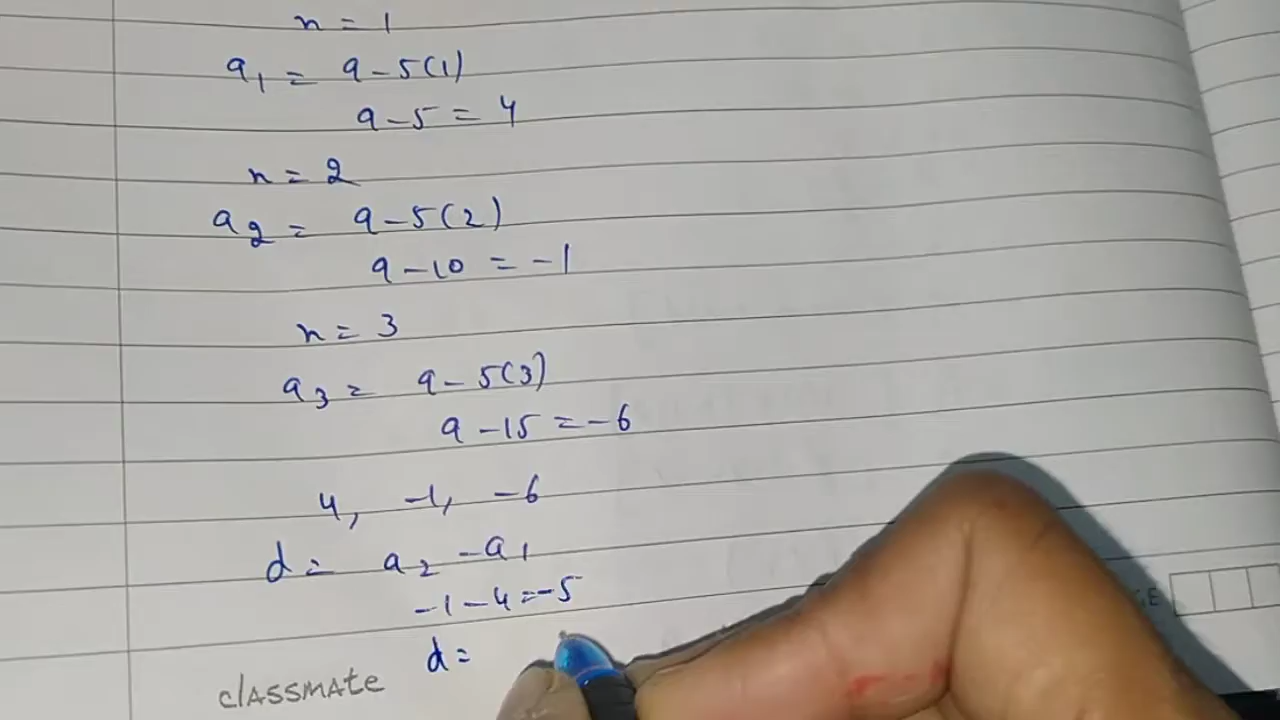 n = 1
a1 = 9 - 5(1)
9 - 5 = 4
n = 2
a2 = 9 - 5(2)
9 - 10 = -1
n = 3
a3 = 9 - 5(3)
9 - 15 = -6
4, -1, -6
d = a2 - a1
-1 - 4 = -5
d =
classmate